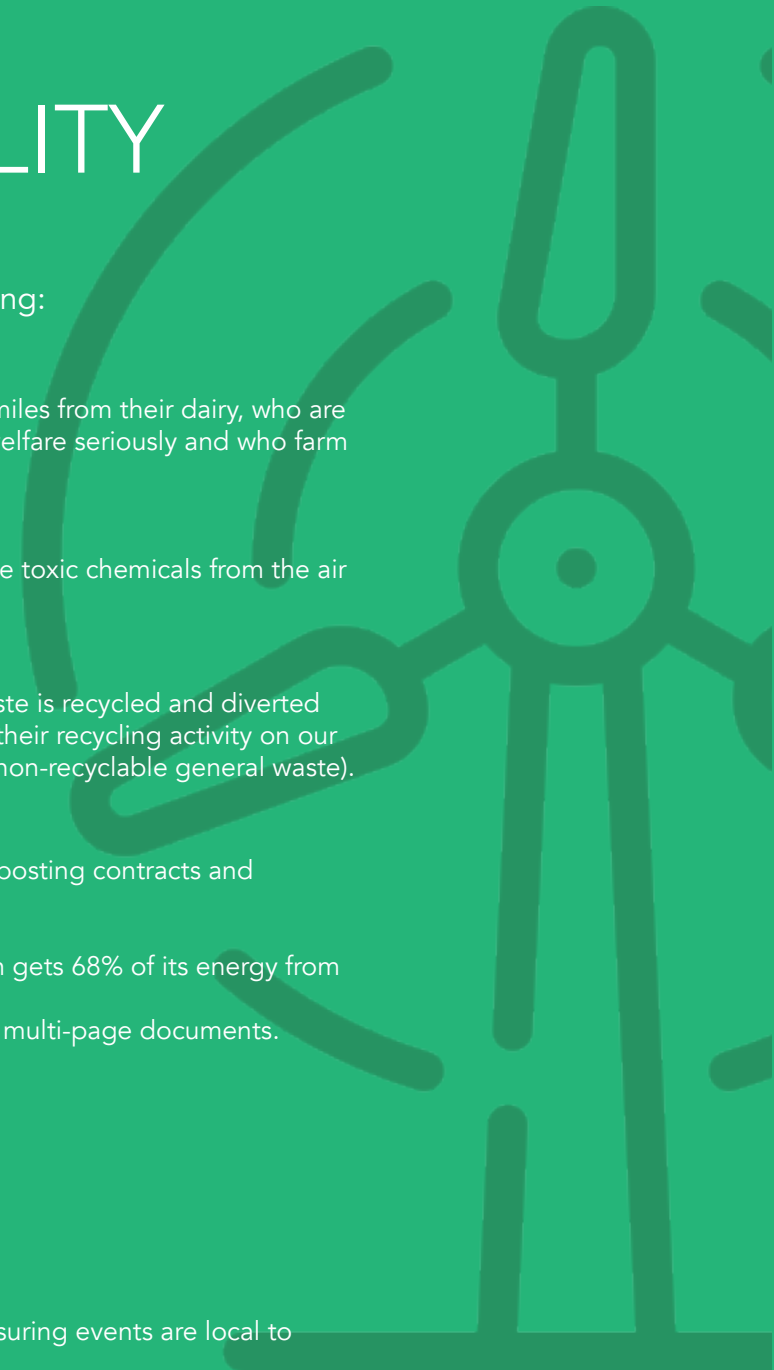 LITY
ng:
miles from their dairy, who are
elfare seriously and who farm
e toxic chemicals from the air
ste is recycled and diverted
their recycling activity on our
non-recyclable general waste).
posting contracts and
n gets 68% of its energy from
multi-page documents.
suring events are local to